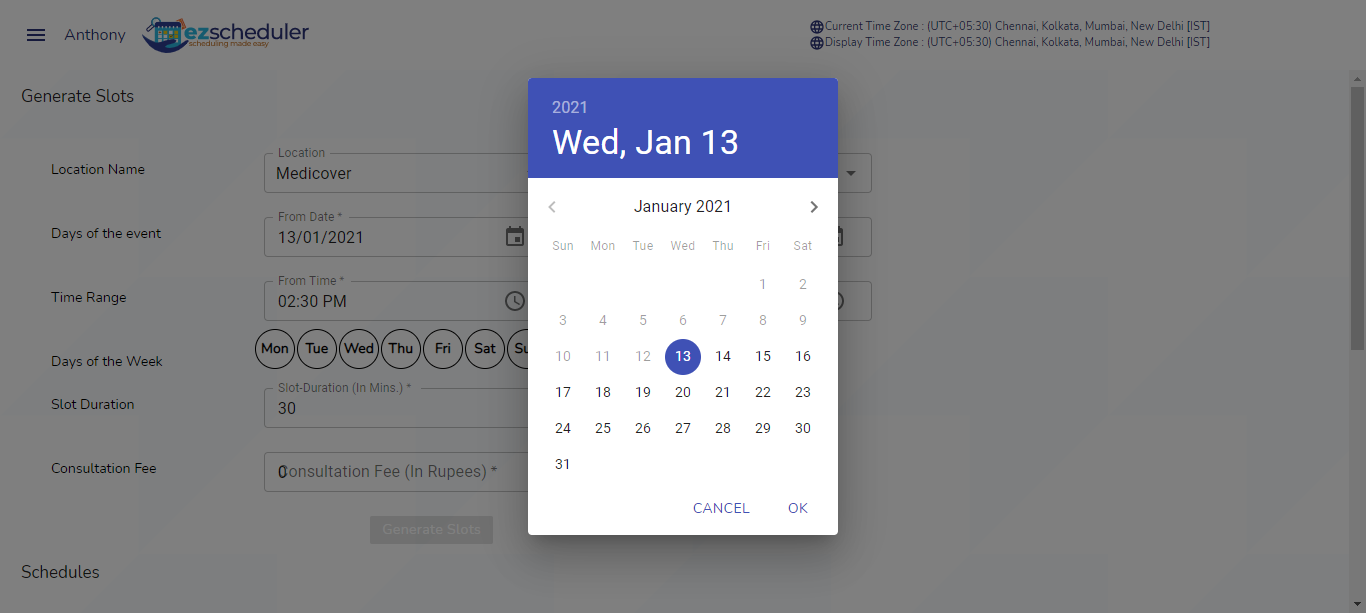 Anthony
ezscheduler
scheduling made easy
Current Time Zone : (UTC+05:30) Chennai, Kolkata, Mumbai, New Delhi [IST]
Display Time Zone : (UTC+05:30) Chennai, Kolkata, Mumbai, New Delhi [IST]
Generate Slots
Location Name
Location
Medicover
Days of the event
From Date *
13/01/2021
Time Range
From Time *
02:30 PM
Days of the Week
Mon Tue Wed Thu Fri Sat
Slot Duration
Slot-Duration (In Mins.) *
30
Consultation Fee
0
Consultation Fee (In Rupees) *
Generate Slots
Schedules
2021
Wed, Jan 13
January 2021
Sun Mon Tue Wed Thu Fri Sat
1 2
3 4 5 6 7 8 9
10 11 12 13 14 15 16
17 18 19 20 21 22 23
24 25 26 27 28 29 30
31
CANCEL OK